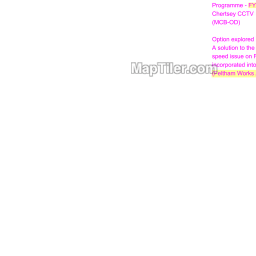 Programme - FY
Chertsey CCTV
(MCB-OD)
Option explored
A solution to the
speed issue on
incorporated into
(Feltham Works
MapTiler.com